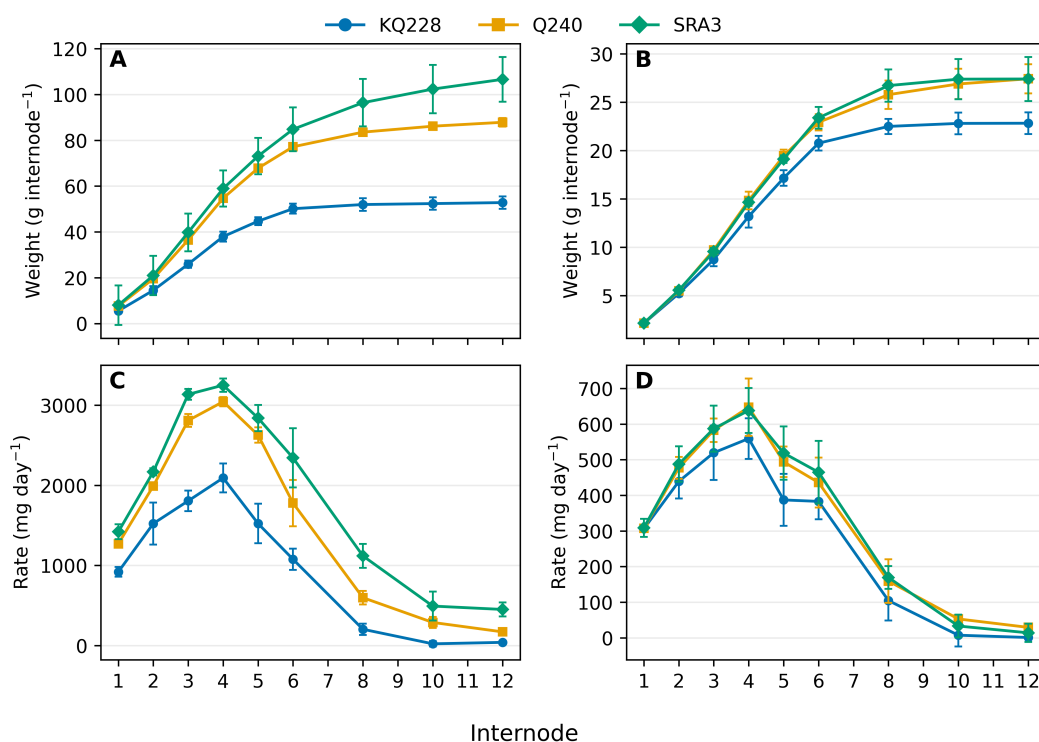 KQ228 Q240 SRA3
A
B
120
100
80
60
40
20
0
Weight (g internode⁻¹)
30
25
20
15
10
5
Weight (g internode⁻¹)
C
D
3000
2000
1000
0
Rate (mg day⁻¹)
700
600
500
400
300
200
100
0
Rate (mg day⁻¹)
1 2 3 4 5 6 7 8 9 10 11 12
1 2 3 4 5 6 7 8 9 10 11 12
Internode